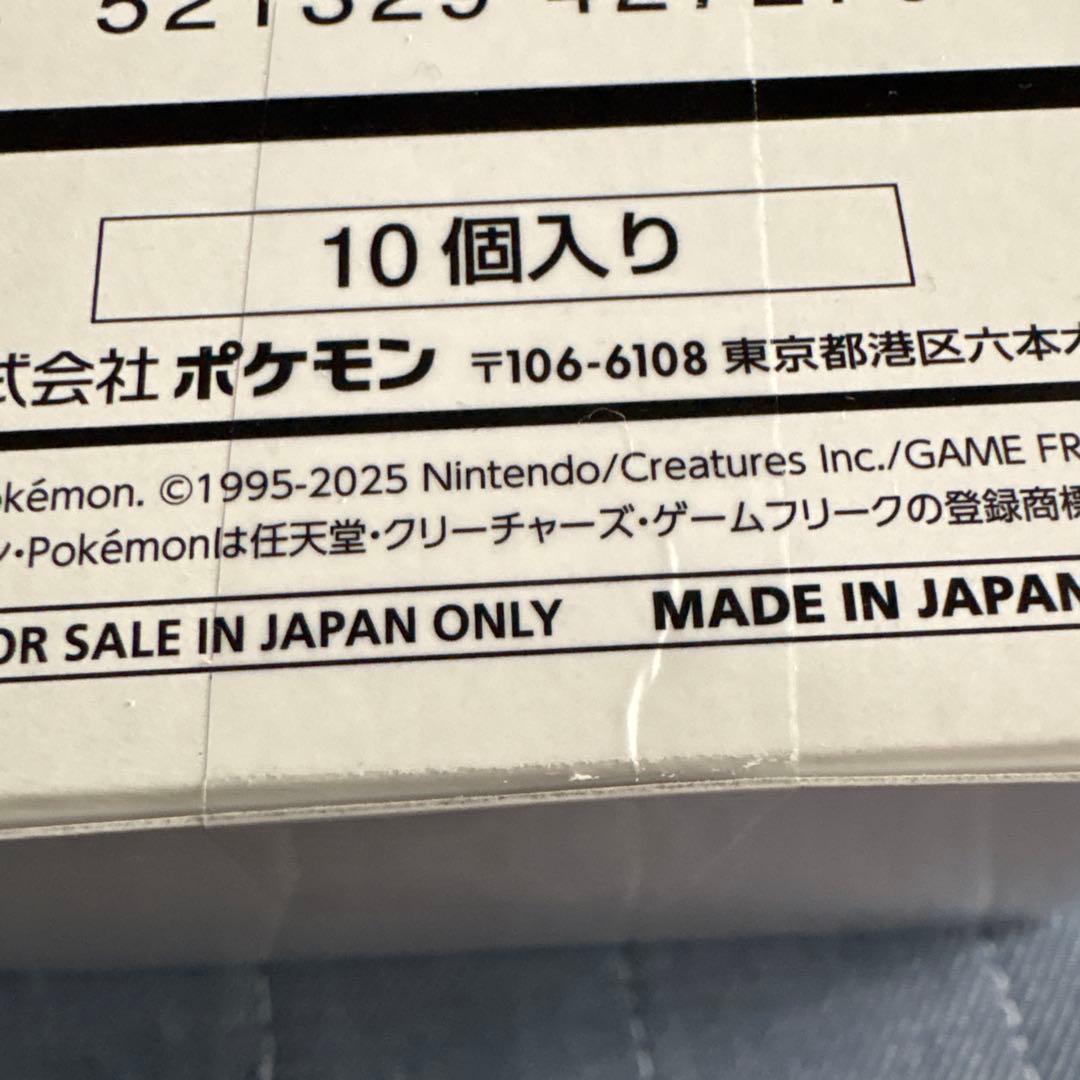 10個入り
式会社 ポケモン 〒106-6108 東京都港区六本
okémon. ©1995-2025 Nintendo/Creatures Inc./GAME FR
ン・Pokémonは任天堂・クリーチャーズ・ゲームフリークの登録商標
OR SALE IN JAPAN ONLY MADE IN JAPAN